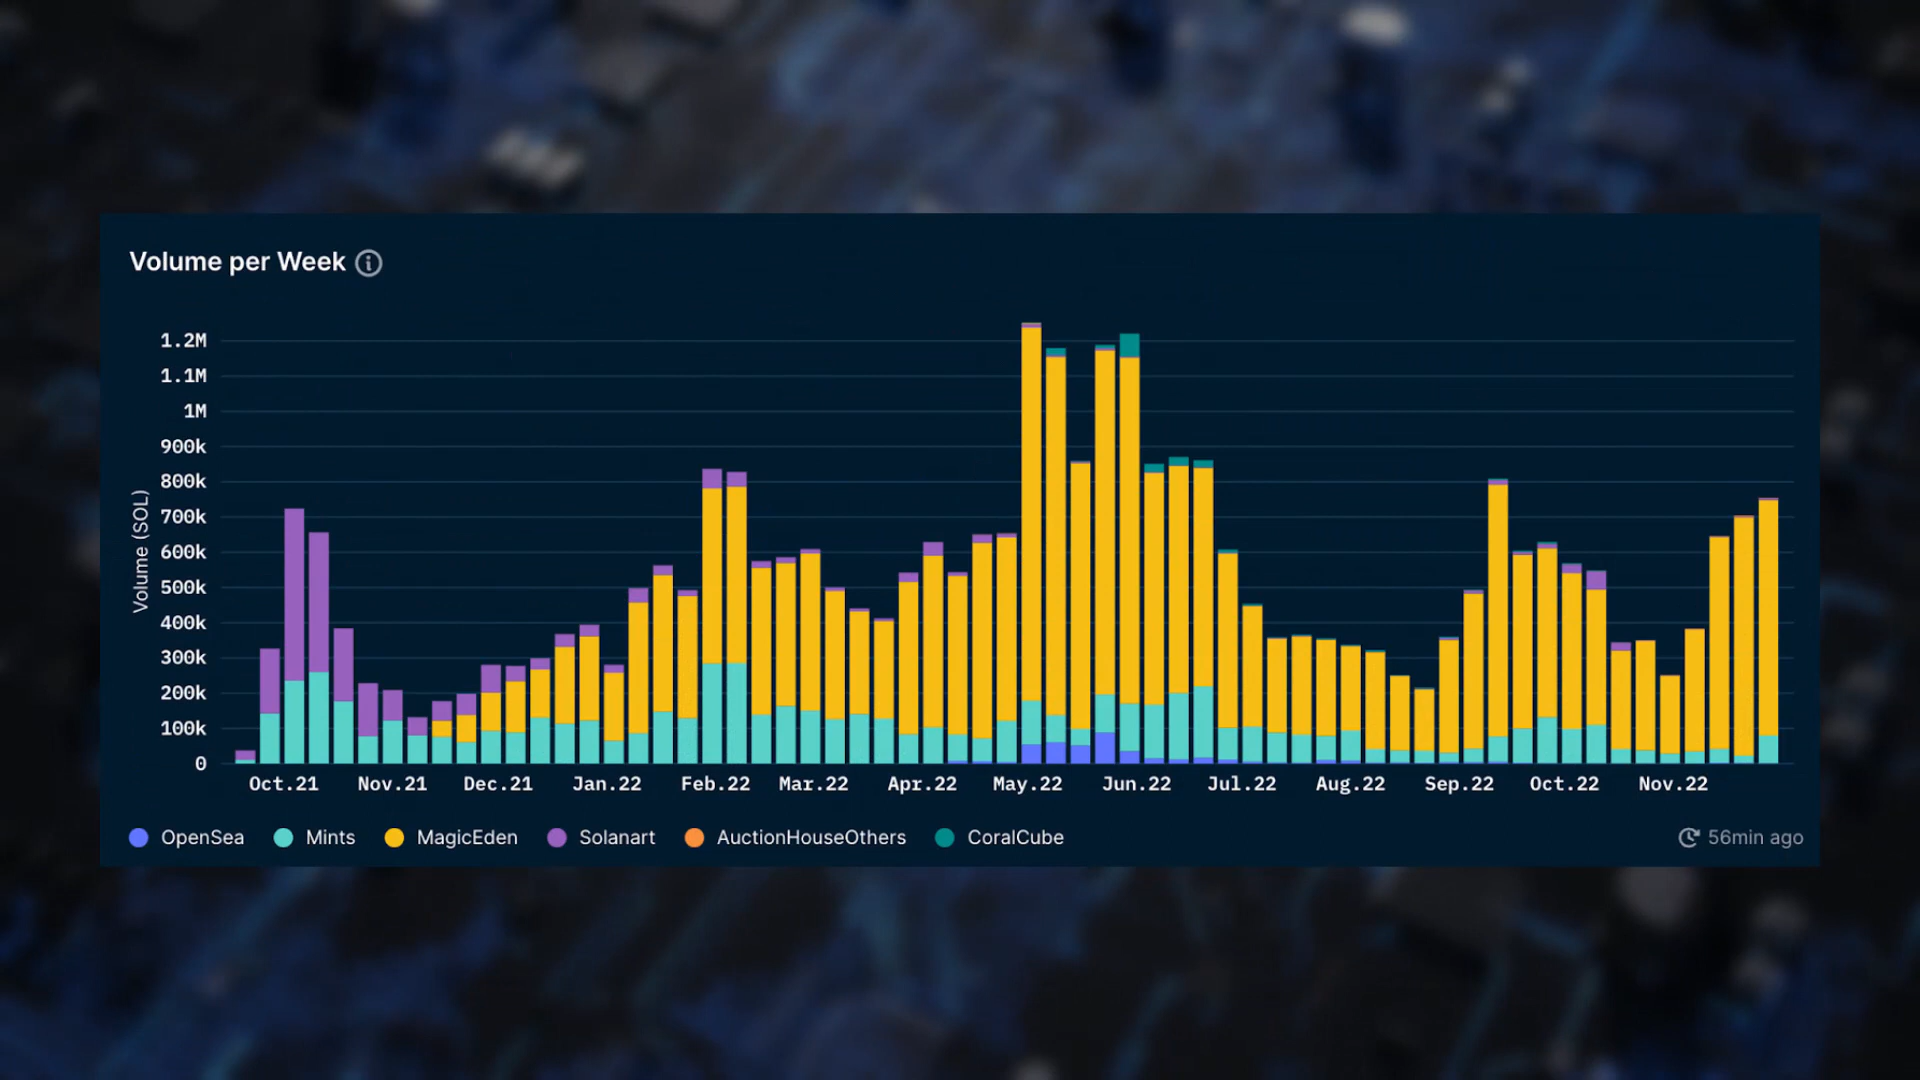 Volume per Week
1.2M
1.1M
1M
900k
800k
700k
600k
500k
400k
300k
200k
100k
0
Volume (SOL)
Oct.21 Nov.21 Dec.21 Jan.22 Feb.22 Mar.22 Apr.22 May.22 Jun.22 Jul.22 Aug.22 Sep.22 Oct.22 Nov.22
OpenSea Mints MagicEden Solanart AuctionHouseOthers CoralCube 56min ago